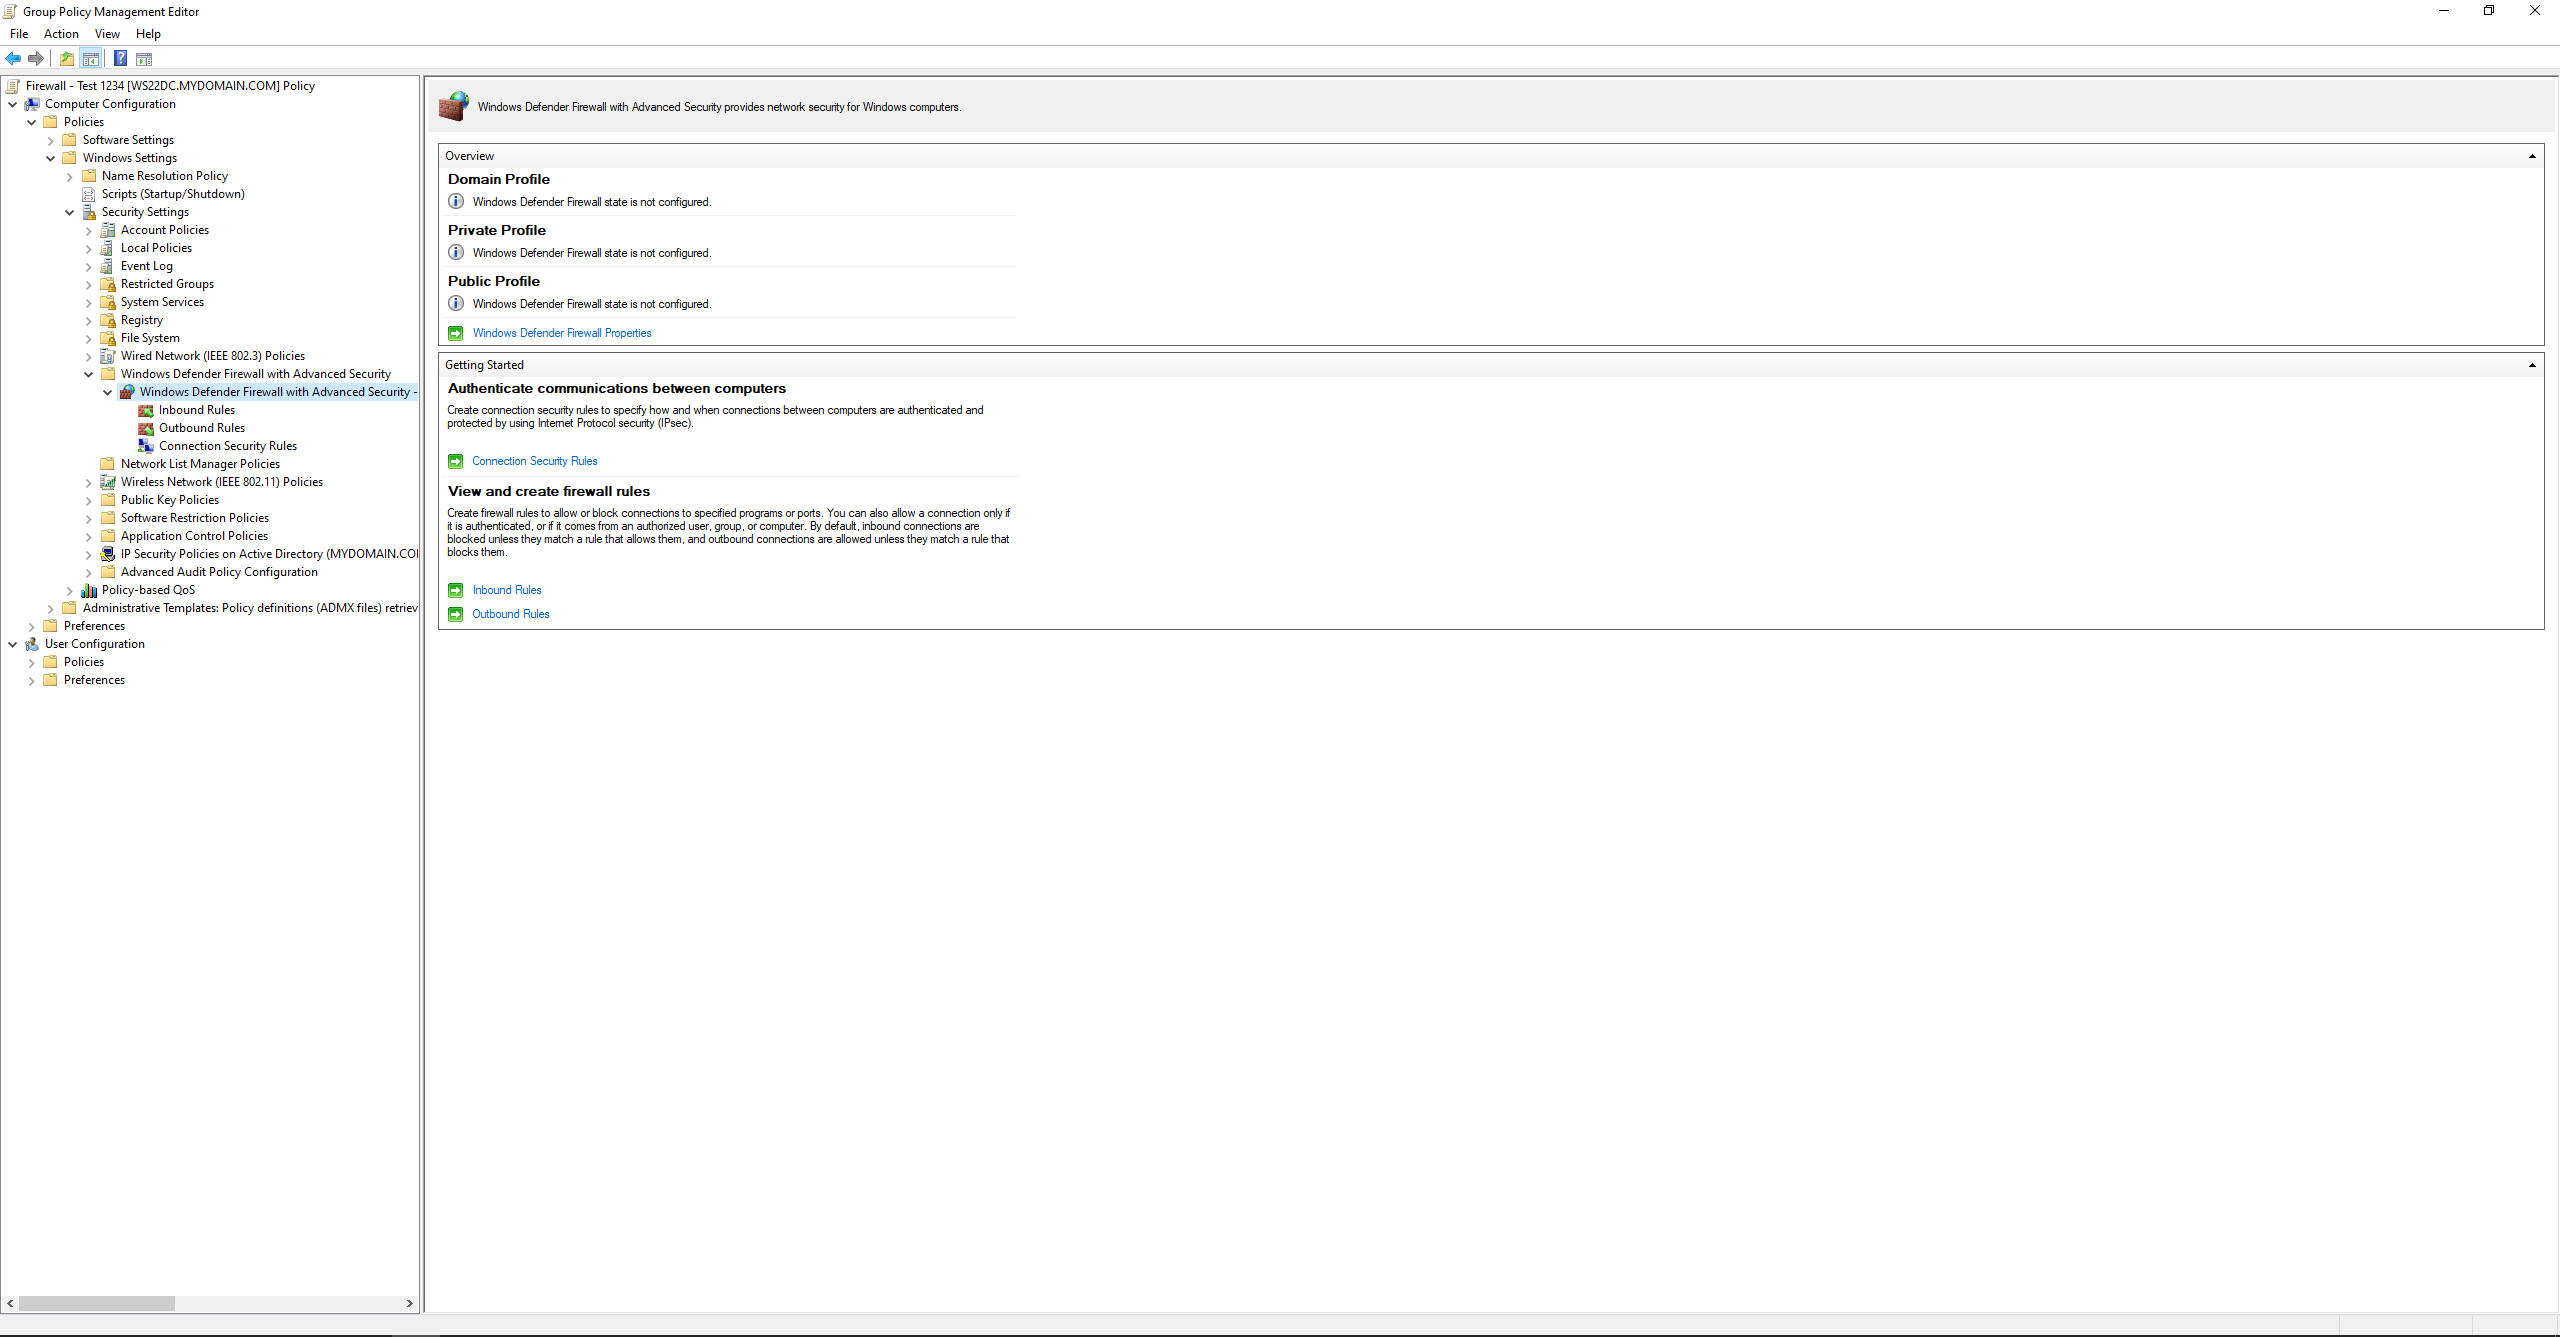 Group Policy Management Editor
File Action View Help
Firewall - Test 1234 [WS22DC.MYDOMAIN.COM] Policy
Computer Configuration
Policies
Software Settings
Windows Settings
Name Resolution Policy
Scripts (Startup/Shutdown)
Security Settings
Account Policies
Local Policies
Event Log
Restricted Groups
System Services
Registry
File System
Wired Network (IEEE 802.3) Policies
Windows Defender Firewall with Advanced Security
Windows Defender Firewall with Advanced Security -
Inbound Rules
Outbound Rules
Connection Security Rules
Network List Manager Policies
Wireless Network (IEEE 802.11) Policies
Public Key Policies
Software Restriction Policies
Application Control Policies
IP Security Policies on Active Directory (MYDOMAIN.CO
Advanced Audit Policy Configuration
Policy-based QoS
Administrative Templates: Policy definitions (ADMX files) retriev
Preferences
User Configuration
Policies
Preferences
Windows Defender Firewall with Advanced Security provides network security for Windows computers.
Overview
Domain Profile
Windows Defender Firewall state is not configured.
Private Profile
Windows Defender Firewall state is not configured.
Public Profile
Windows Defender Firewall state is not configured.
Windows Defender Firewall Properties
Getting Started
Authenticate communications between computers
Create connection security rules to specify how and when connections between computers are authenticated and
protected by using Internet Protocol security (IPsec).
Connection Security Rules
View and create firewall rules
Create firewall rules to allow or block connections to specified programs or ports. You can also allow a connection only if
it is authenticated, or if it comes from an authorized user, group, or computer. By default, inbound connections are
blocked unless they match a rule that allows them, and outbound connections are allowed unless they match a rule that
blocks them.
Inbound Rules
Outbound Rules